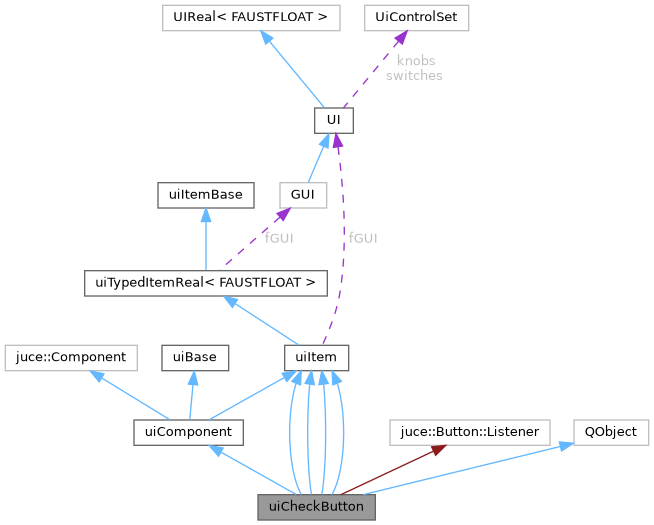 UIReal< FAUSTFLOAT >
UiControlSet
knobs
switches
UI
uiItemBase
GUI
fGUI
fGUI
uiTypedItemReal< FAUSTFLOAT >
juce::Component
uiBase
uiItem
uiComponent
juce::Button::Listener
QObject
uiCheckButton